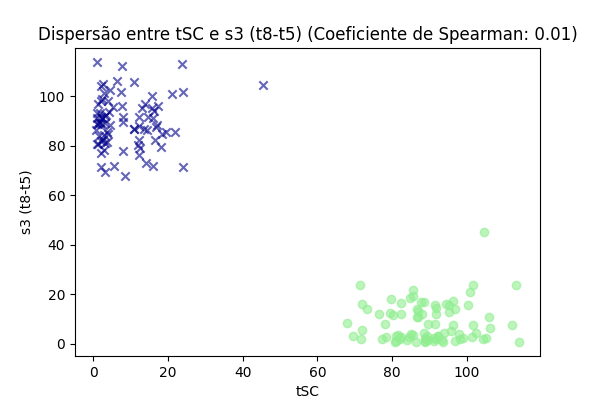 Dispersão entre tSC e s3 (t8-t5) (Coeficiente de Spearman: 0.01)
100
80
60
40
20
0
s3 (t8-t5)
0 20 40 60 80 100
tSC